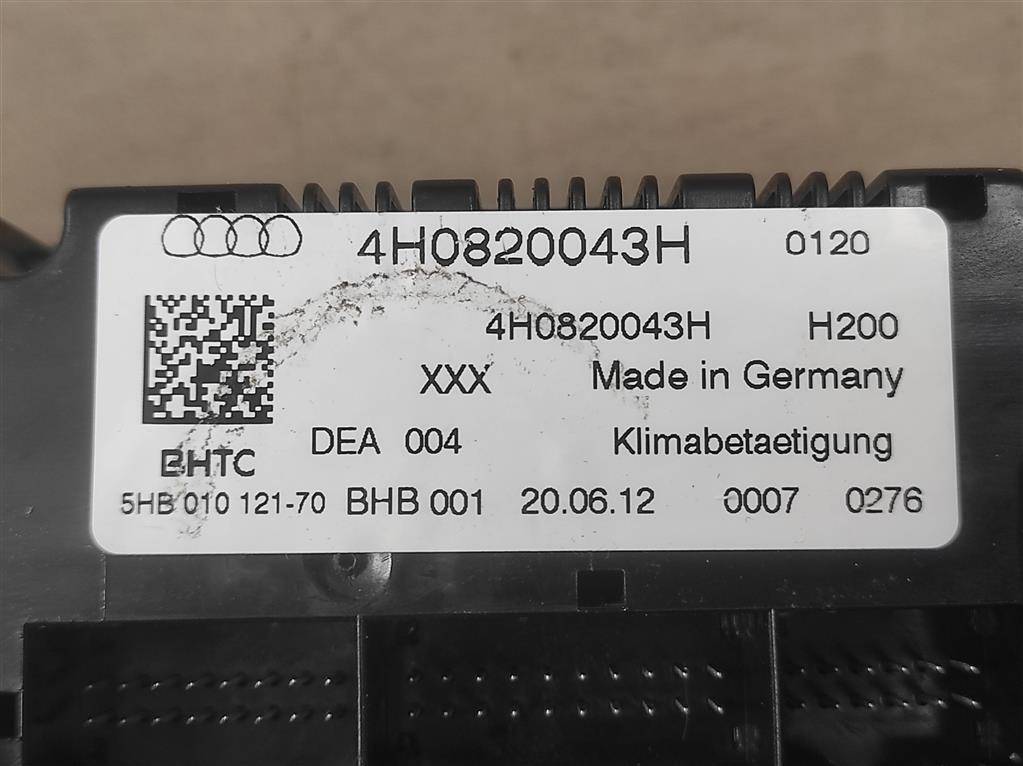 4H0820043H 0120
4H0820043H H200
XXX Made in Germany
DEA 004 Klimabetaetigung
BHTC
5HB 010 121-70 BHB 001 20.06.12 0007 0276